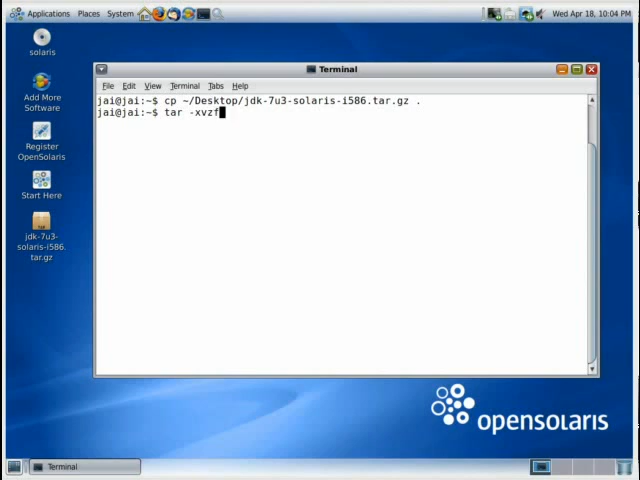 Applications Places System
Wed Apr 18, 10:04 PM
solaris
Add More
Software
Register
OpenSolaris
Start Here
jdk-7u3-
solaris-i586.
tar.gz
Terminal
File Edit View Terminal Tabs Help
jai@jai:~$ cp ~/Desktop/jdk-7u3-solaris-i586.tar.gz .
jai@jai:~$ tar -xvzf
opensolaris
Terminal